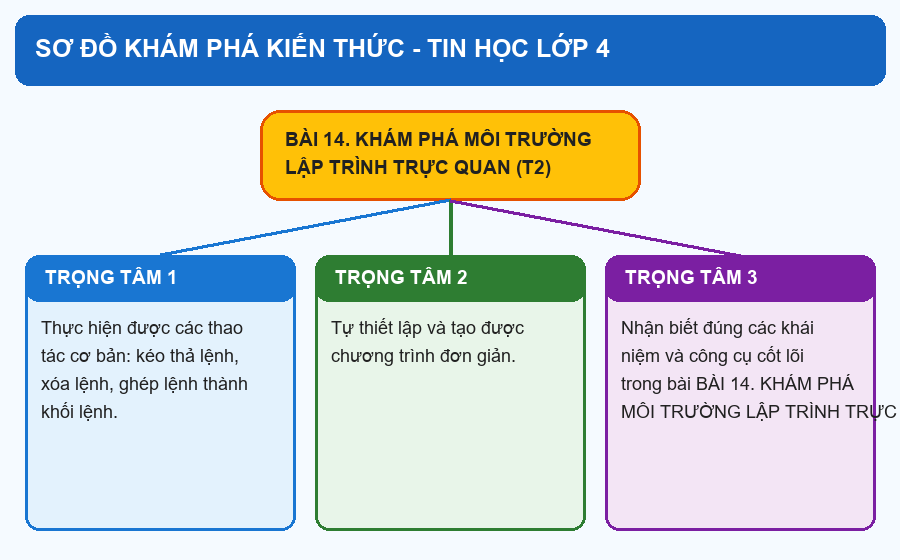 SƠ ĐỒ KHÁM PHÁ KIẾN THỨC - TIN HỌC LỚP 4
BÀI 14. KHÁM PHÁ MÔI TRƯỜNG
LẬP TRÌNH TRỰC QUAN (T2)
TRỌNG TÂM 1
Thực hiện được các thao
tác cơ bản: kéo thả lệnh,
xóa lệnh, ghép lệnh thành
khối lệnh.
TRỌNG TÂM 2
Tự thiết lập và tạo được
chương trình đơn giản.
TRỌNG TÂM 3
Nhận biết đúng các khái
niệm và công cụ cốt lõi
trong bài BÀI 14. KHÁM PHÁ
MÔI TRƯỜNG LẬP TRÌNH TRỰC